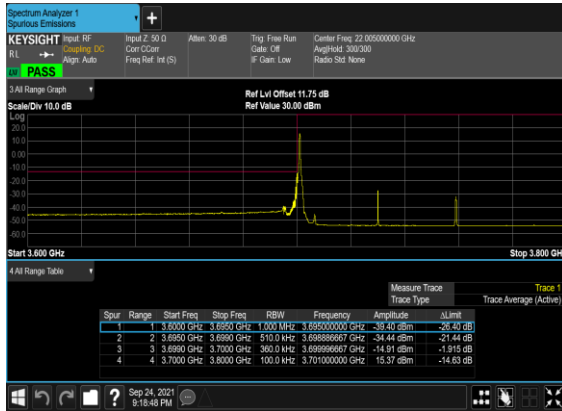 Spectrum Analyzer 1
Spurious Emissions
KEYSIGHT Input: RF Input Z: 50 Ω Atten: 30 dB Trig: Free Run Center Freq: 22.005000000 GHz
RL Coupling: DC Corr CCorr Gate: Off Avg|Hold: 300/300
Align: Auto Freq Ref: Int (S) IF Gain: Low Radio Std: None
LU PASS
3 All Range Graph
Ref Lvl Offset 11.75 dB
Scale/Div 10.0 dB Ref Value 30.00 dBm
Log
20.0
10.0
0.00
-10.0
-20.0
-30.0
-40.0
-50.0
-60.0
Start 3.600 GHz Stop 3.800 GHz
4 All Range Table
Measure Trace Trace 1
Trace Type Trace Average (Active)
Spur Range Start Freq Stop Freq RBW Frequency Amplitude ΔLimit
1 1 3.6000 GHz 3.6950 GHz 1.000 MHz 3.695000000 GHz -39.40 dBm -26.40 dB
2 2 3.6950 GHz 3.6990 GHz 510.0 kHz 3.698886667 GHz -34.44 dBm -21.44 dB
3 3 3.6990 GHz 3.7000 GHz 360.0 kHz 3.699996667 GHz -14.91 dBm -1.915 dB
4 4 3.7000 GHz 3.8000 GHz 100.0 kHz 3.701000000 GHz 15.37 dBm -14.63 dB
Sep 24, 2021
9:18:48 PM